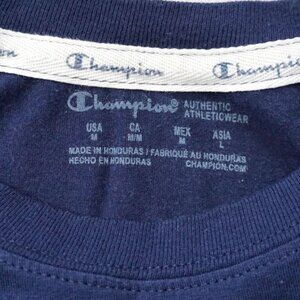 Champion Champion
Champion AUTHENTIC ATHLETICWEAR
USA CA MEX ASIA
M M/M M L
MADE IN HONDURAS / FABRIQUÉ AU HONDURAS
HECHO EN HONDURAS CHAMPION.COM